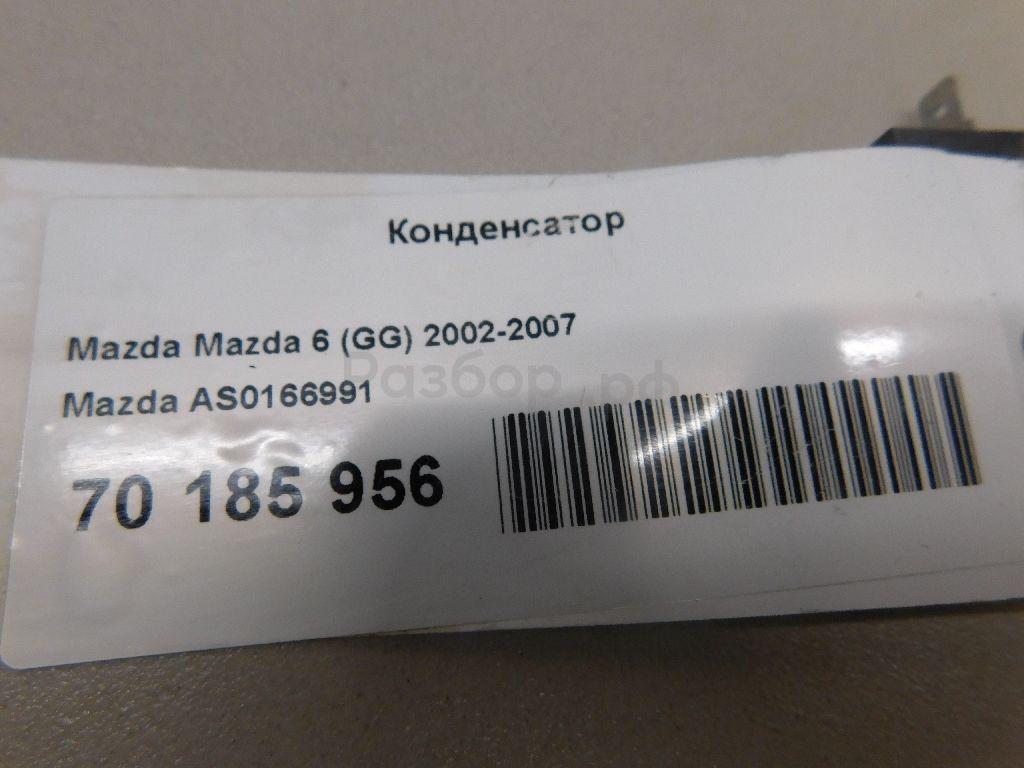 Конденсатор
Mazda Mazda 6 (GG) 2002-2007
Разбор.рф
Mazda AS0166991
70 185 956